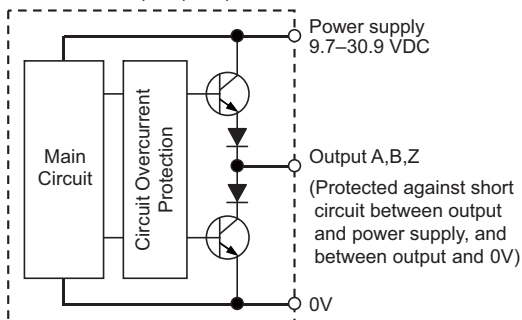 Power supply
9.7–30.9 VDC
Main
Circuit
Circuit Overcurrent
Protection
Output A,B,Z
(Protected against short
circuit between output
and power supply, and
between output and 0V)
0V